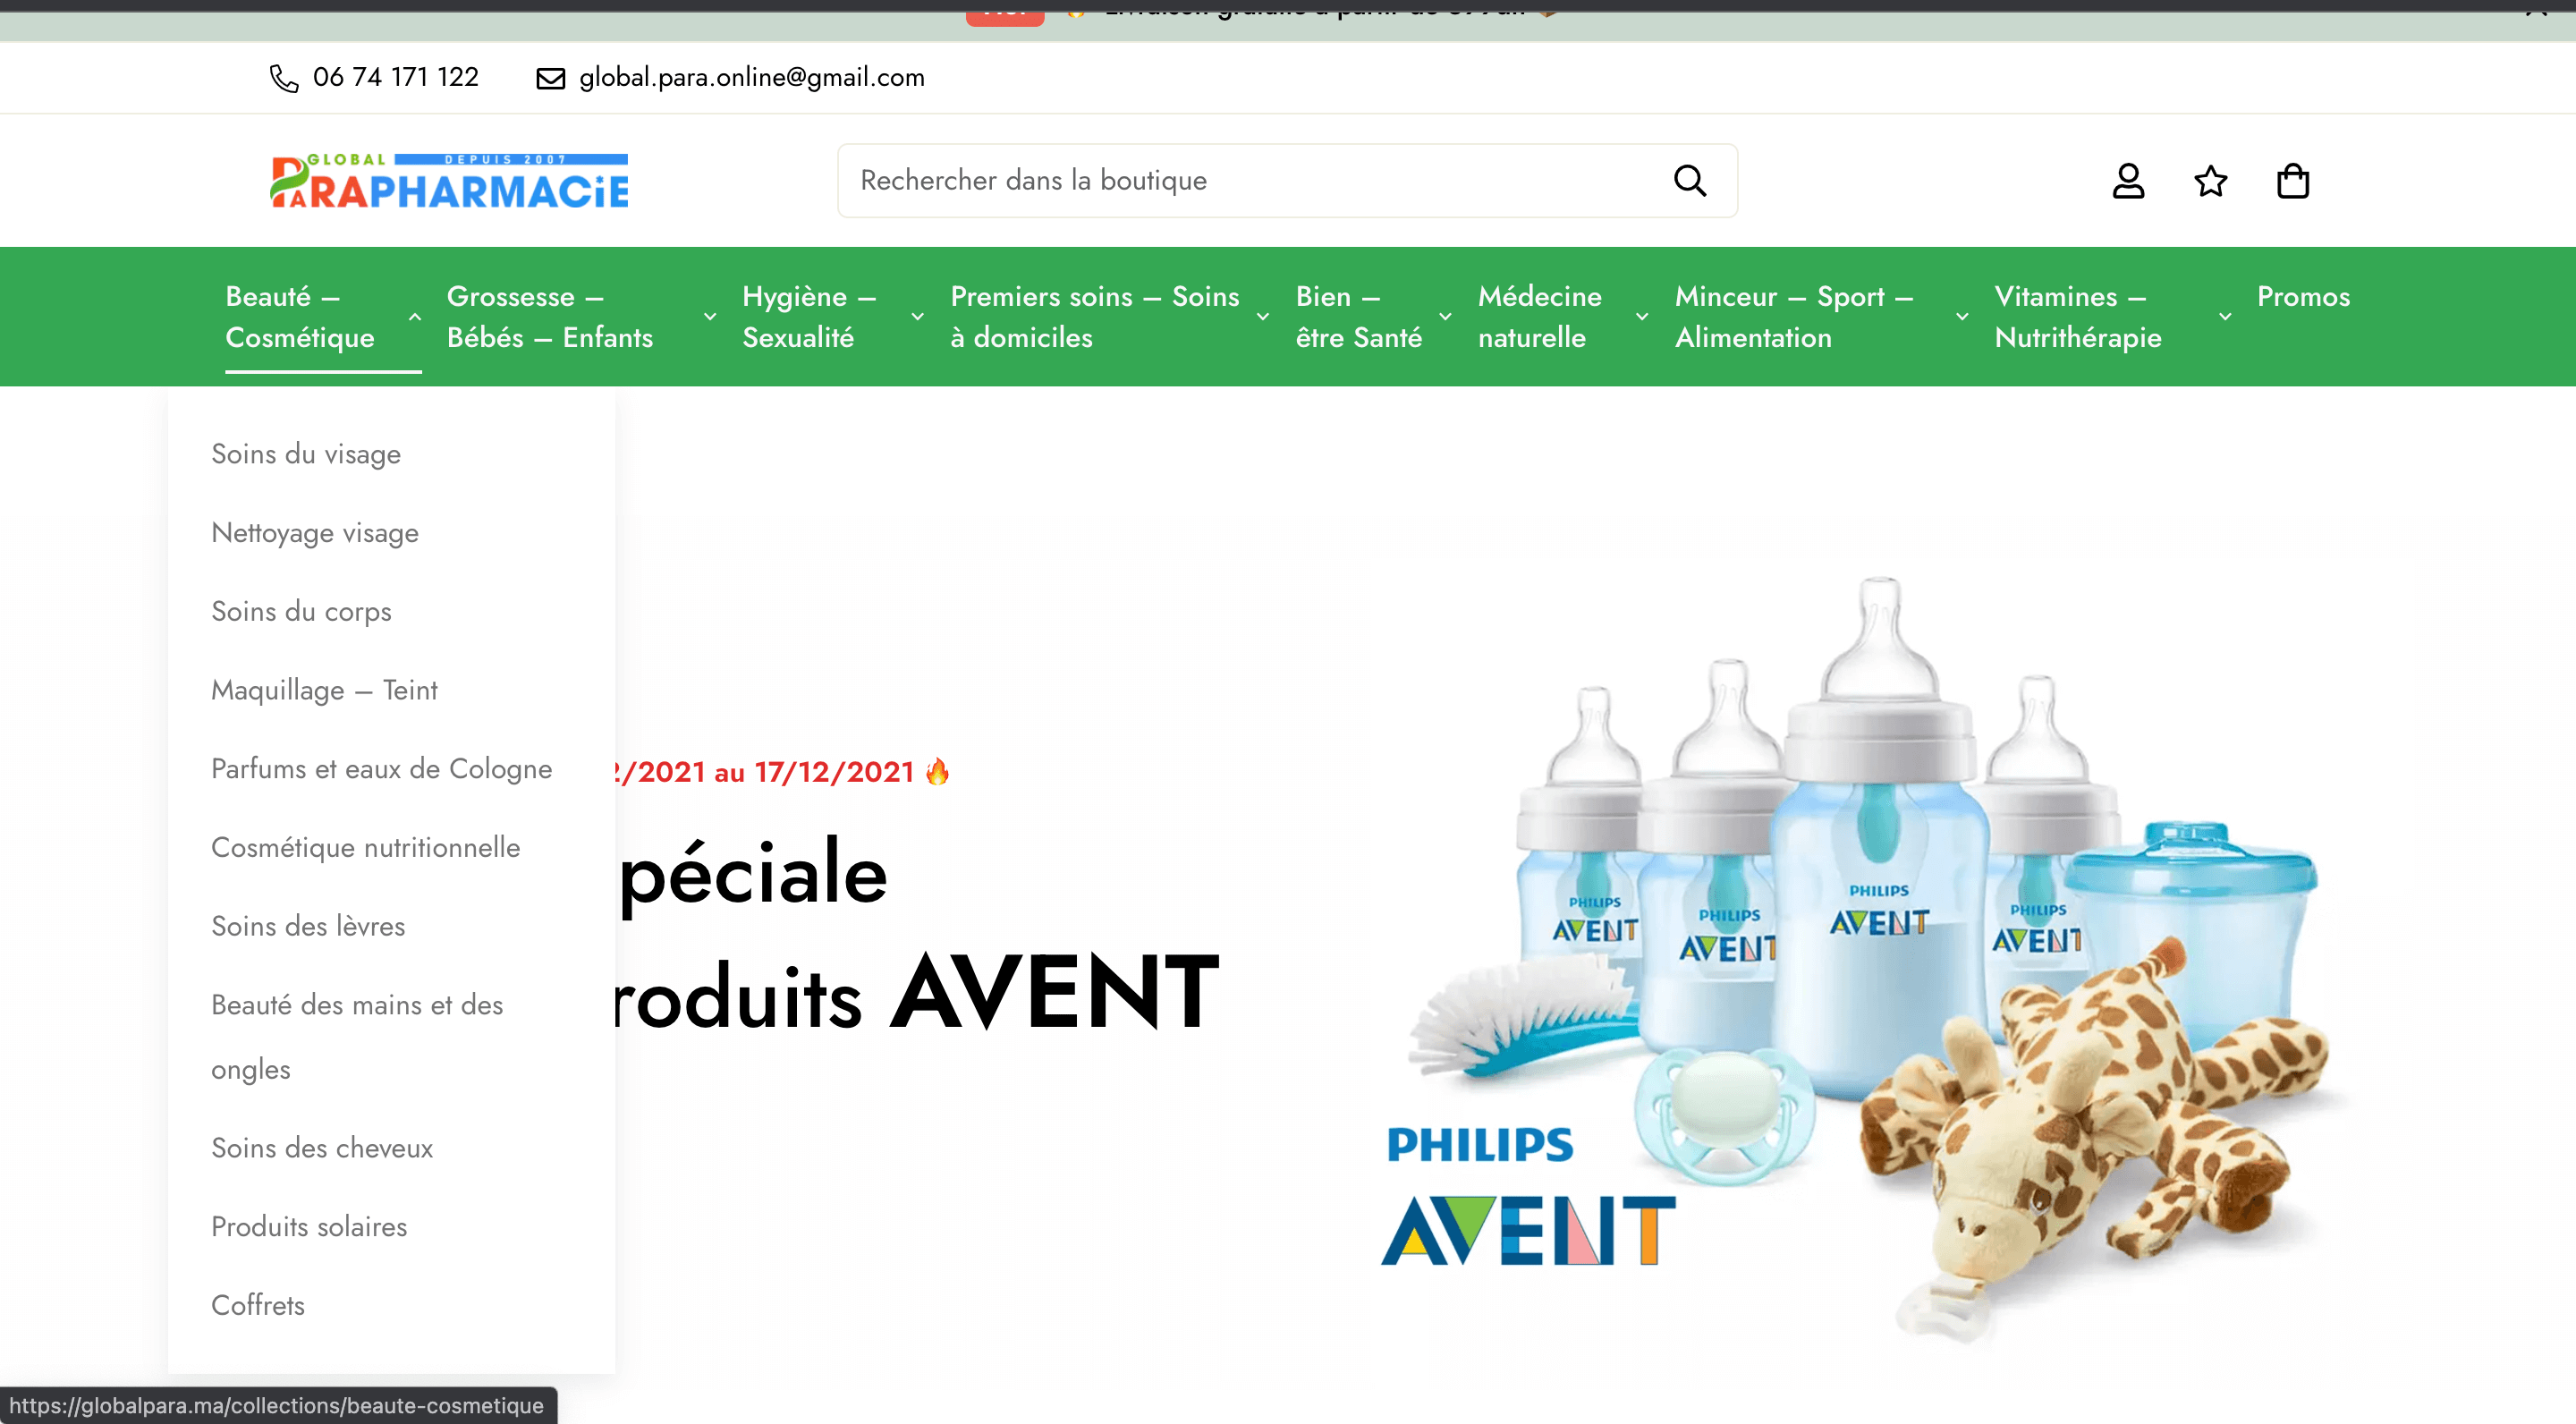 06 74 171 122
global.para.online@gmail.com
GLOBAL DEPUIS 2007
PARAPHARMACiE
Rechercher dans la boutique
Beauté –
Cosmétique
Grossesse –
Bébés – Enfants
Hygiène –
Sexualité
Premiers soins – Soins
à domiciles
Bien –
être Santé
Médecine
naturelle
Minceur – Sport –
Alimentation
Vitamines –
Nutrithérapie
Promos
Soins du visage
Nettoyage visage
Soins du corps
Maquillage – Teint
Parfums et eaux de Cologne
Cosmétique nutritionnelle
Soins des lèvres
Beauté des mains et des
ongles
Soins des cheveux
Produits solaires
Coffrets
2/2021 au 17/12/2021
péciale
roduits AVENT
PHILIPS
AVENT
PHILIPS
AVENT
PHILIPS
AVENT
PHILIPS
AVENT
PHILIPS
AVENT
https://globalpara.ma/collections/beaute-cosmetique